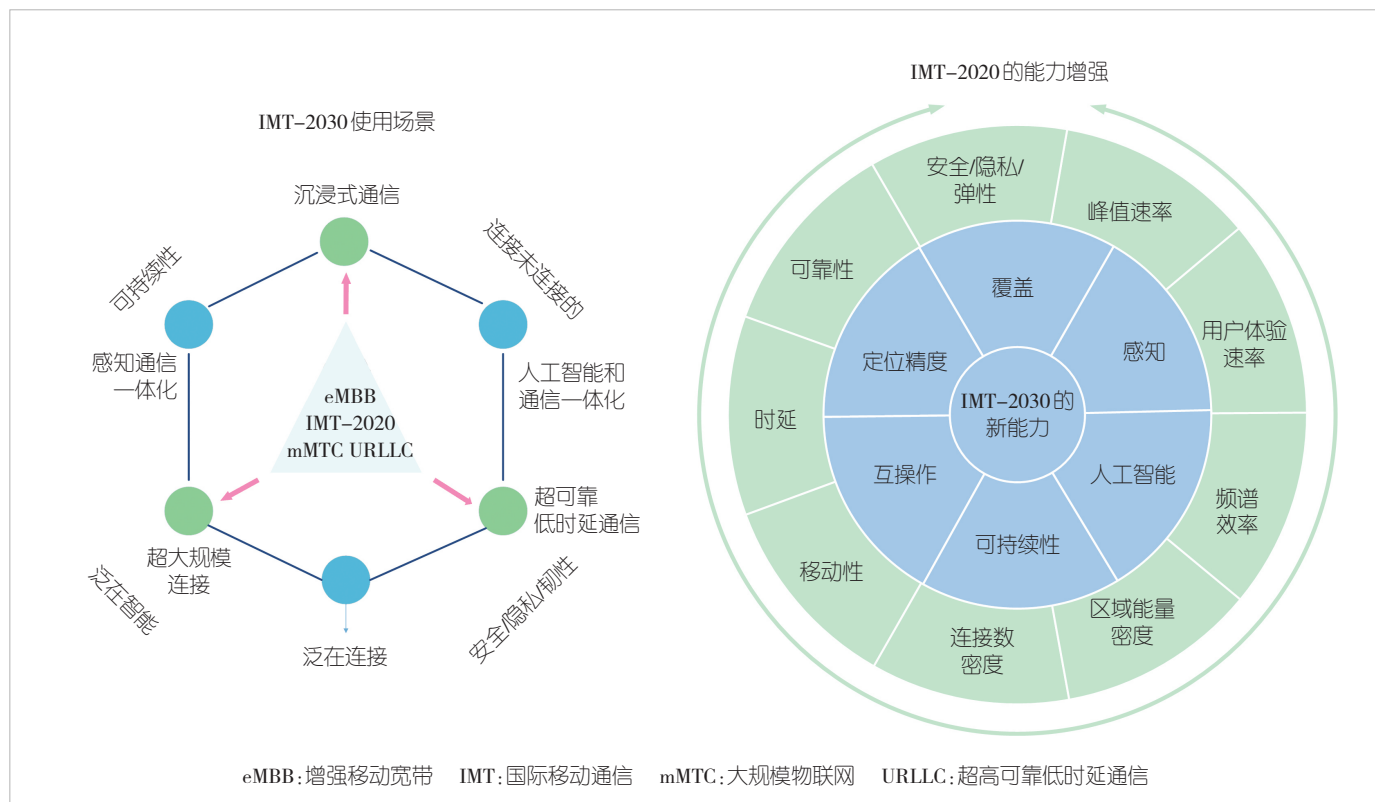 IMT-2030使用场景
沉浸式通信
可持续性
连接未连接的
感知通信
一体化
人工智能和
通信一体化
eMBB
IMT-2020
mMTC URLLC
超可靠
低时延通信
超大规模
连接
泛在智能
安全/隐私/韧性
泛在连接
IMT-2020的能力增强
安全/隐私/
弹性
峰值速率
可靠性
覆盖
用户体验
速率
定位精度
感知
IMT-2030的
新能力
时延
互操作
人工智能
频谱
效率
可持续性
移动性
连接数
密度
区域能量
密度
eMBB:增强移动宽带 IMT:国际移动通信 mMTC:大规模物联网 URLLC:超高可靠低时延通信